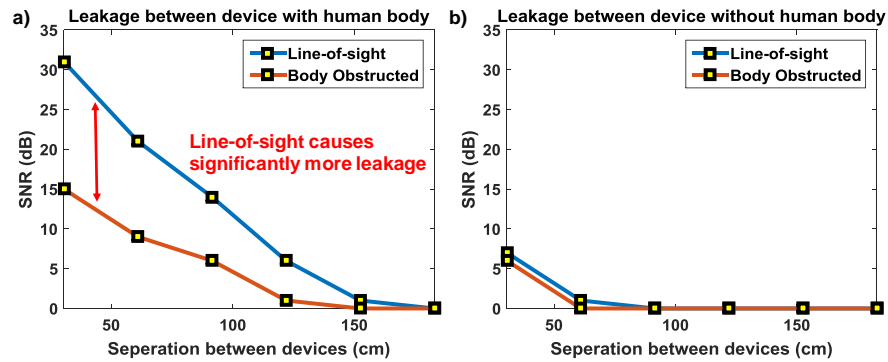 a) Leakage between device with human body
35
30
25
20
15
10
5
0
SNR (dB)
Line-of-sight
Body Obstructed
Line-of-sight causes
significantly more leakage
50
100
150
Seperation between devices (cm)
b) Leakage between device without human body
35
30
25
20
15
10
5
0
SNR (dB)
Line-of-sight
Body Obstructed
50
100
150
Seperation between devices (cm)